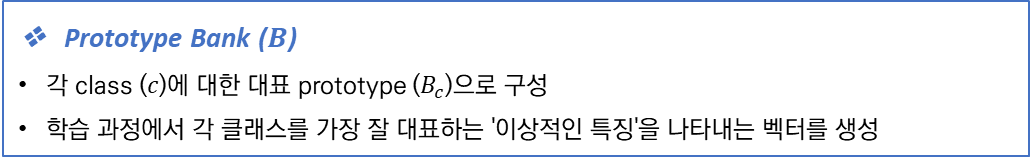 ❖ Prototype Bank (B)
• 각 class (c)에 대한 대표 prototype (B_c)으로 구성
• 학습 과정에서 각 클래스를 가장 잘 대표하는 '이상적인 특징'을 나타내는 벡터를 생성